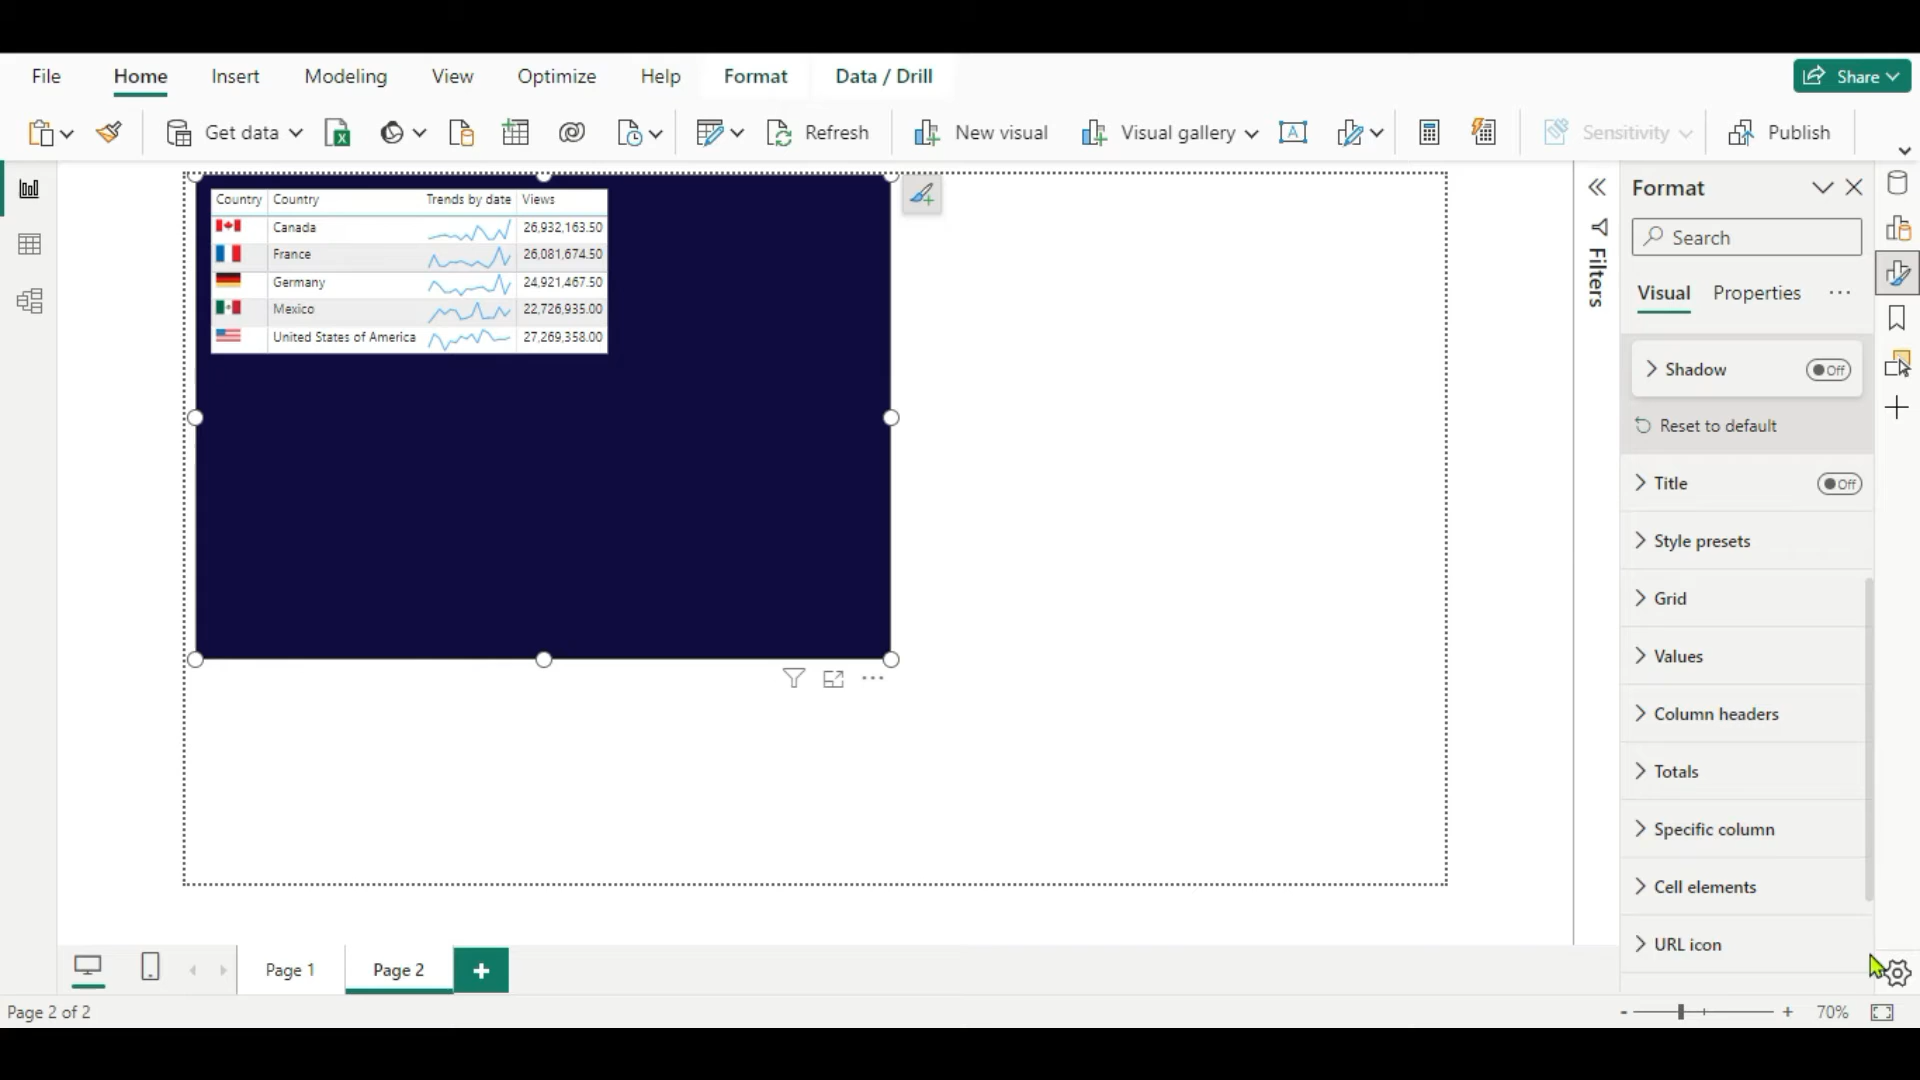 File Home Insert Modeling View Optimize Help Format Data / Drill Share
Get data Refresh New visual Visual gallery Sensitivity Publish
Country Country Trends by date Views
Canada 26,932,163.50
France 26,081,674.50
Germany 24,921,467.50
Mexico 22,726,935.00
United States of America 27,269,358.00
Filters
Format
Search
Visual Properties
Shadow Off
Reset to default
Title Off
Style presets
Grid
Values
Column headers
Totals
Specific column
Cell elements
URL icon
Page 1 Page 2
Page 2 of 2 70%